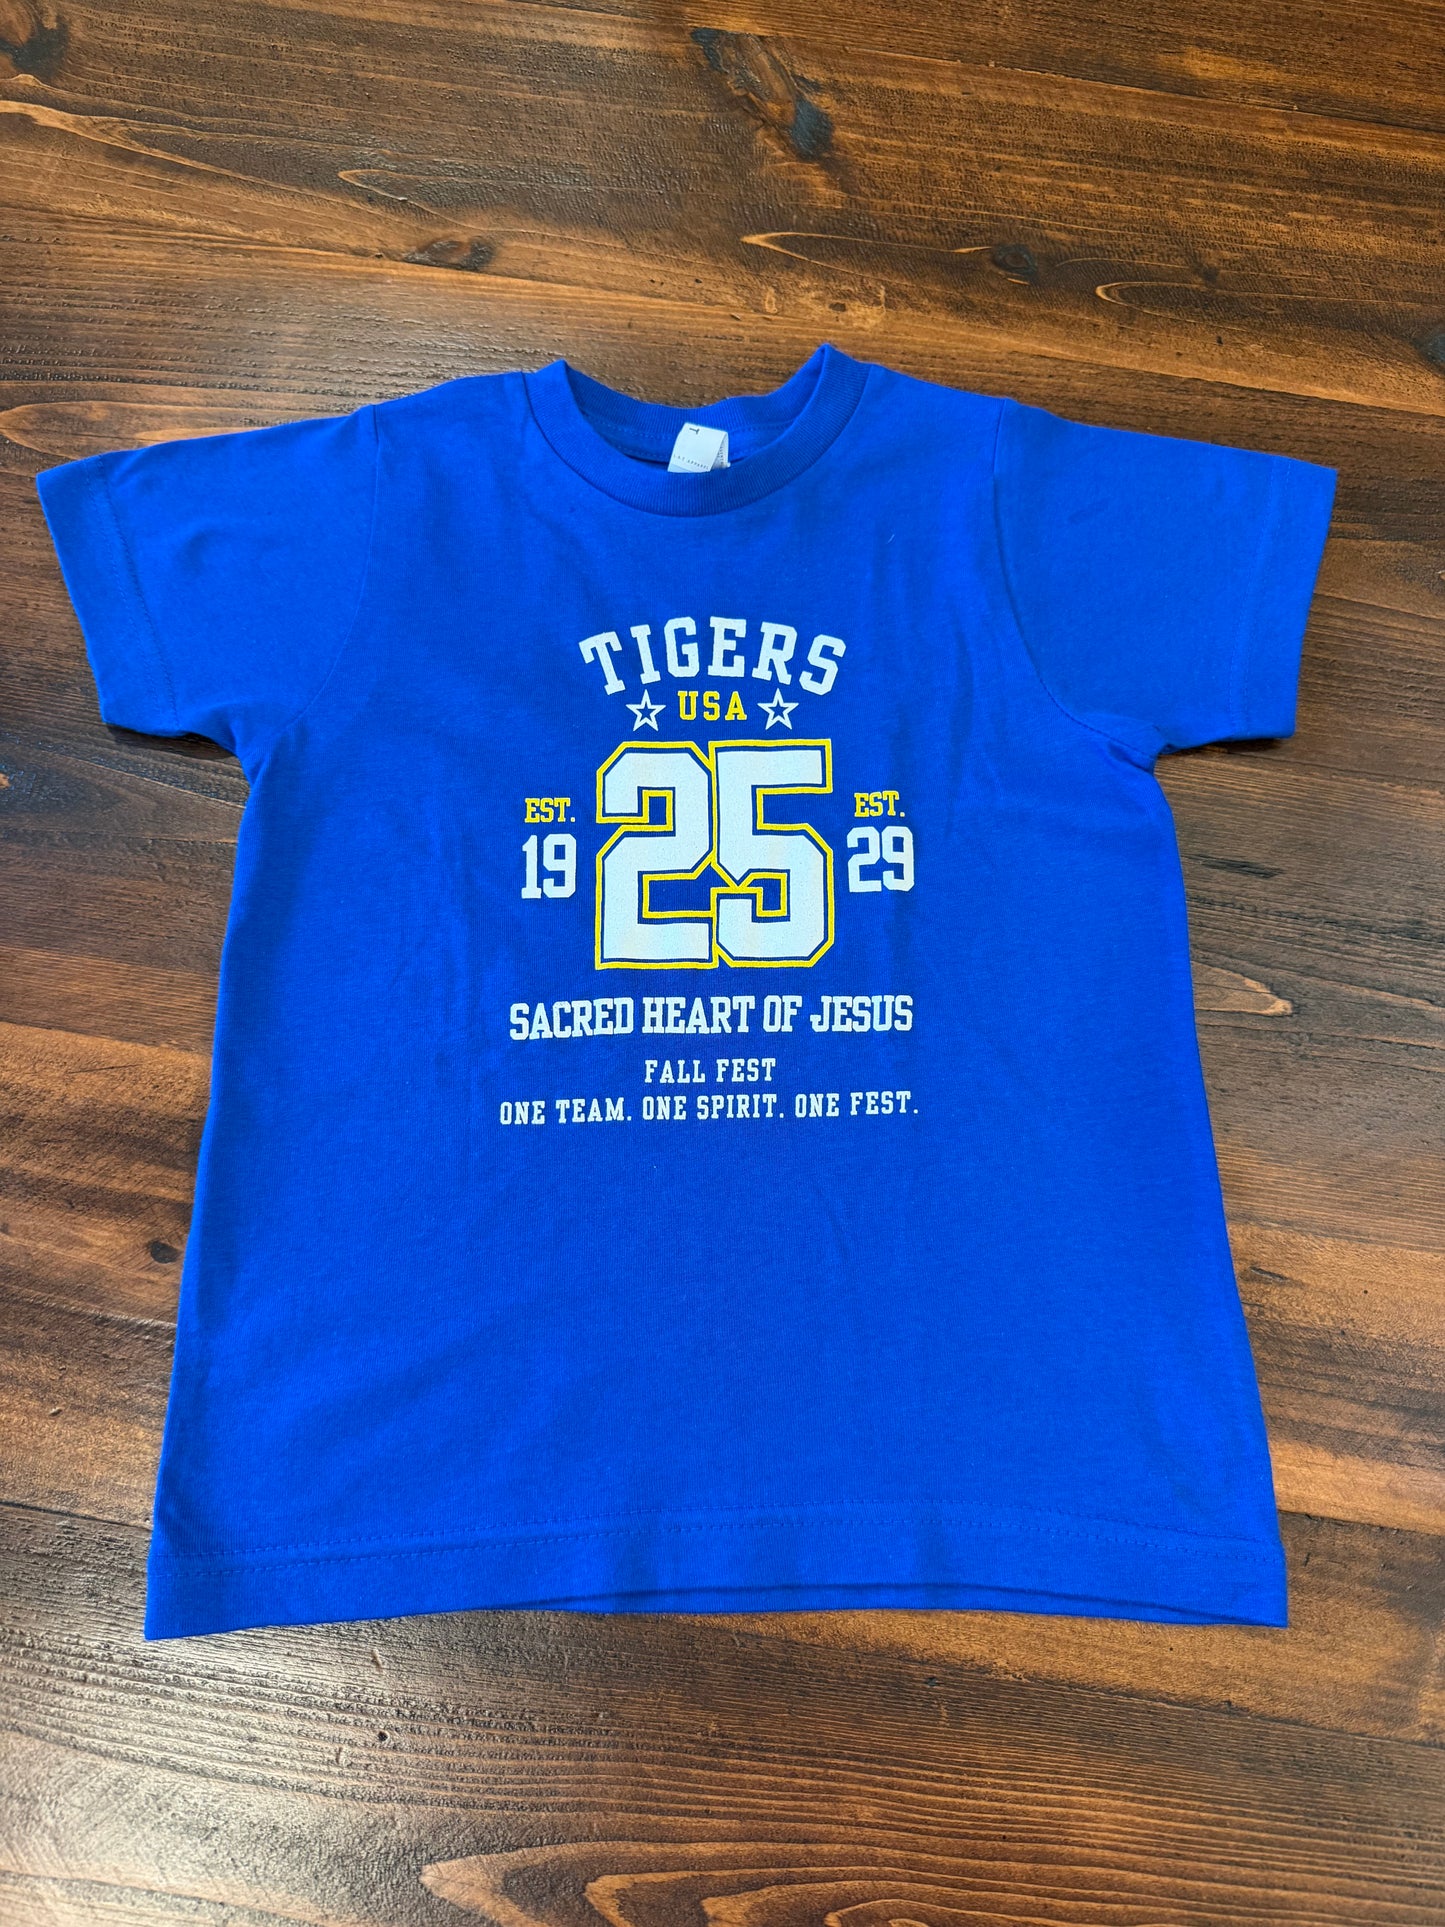 T
L A T APPAREL
TIGERS
USA
25
EST. EST.
19 29
SACRED HEART OF JESUS
FALL FEST
ONE TEAM. ONE SPIRIT. ONE FEST.